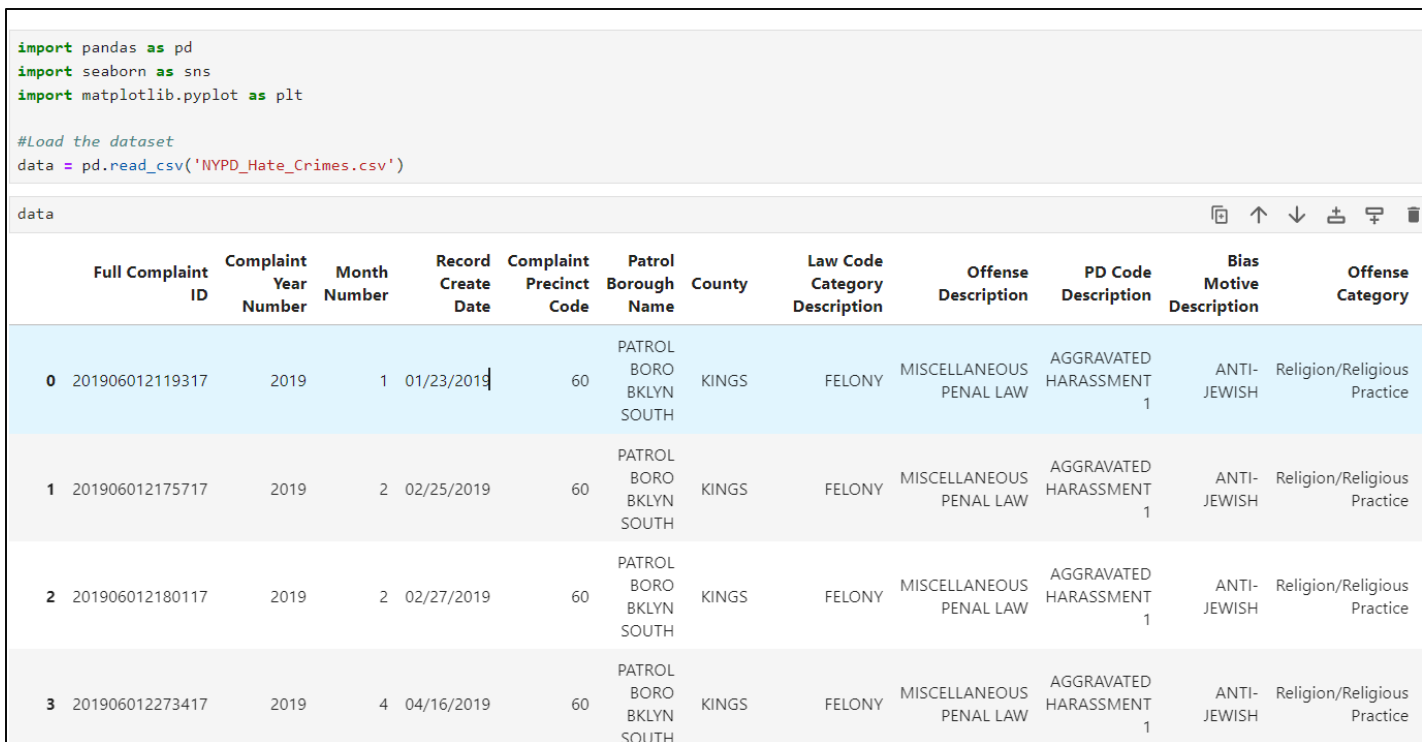 import pandas as pd
import seaborn as sns
import matplotlib.pyplot as plt
#Load the dataset
data = pd.read_csv('NYPD_Hate_Crimes.csv')
data
Full Complaint ID Complaint Year Number Month Number Record Create Date Complaint Precinct Code Patrol Borough Name County Law Code Category Description Offense Description PD Code Description Bias Motive Description Offense Category
0 201906012119317 2019 1 01/23/2019 60 PATROL BORO BKLYN SOUTH KINGS FELONY MISCELLANEOUS PENAL LAW AGGRAVATED HARASSMENT 1 ANTI-JEWISH Religion/Religious Practice
1 201906012175717 2019 2 02/25/2019 60 PATROL BORO BKLYN SOUTH KINGS FELONY MISCELLANEOUS PENAL LAW AGGRAVATED HARASSMENT 1 ANTI-JEWISH Religion/Religious Practice
2 201906012180117 2019 2 02/27/2019 60 PATROL BORO BKLYN SOUTH KINGS FELONY MISCELLANEOUS PENAL LAW AGGRAVATED HARASSMENT 1 ANTI-JEWISH Religion/Religious Practice
3 201906012273417 2019 4 04/16/2019 60 PATROL BORO BKLYN SOUTH KINGS FELONY MISCELLANEOUS PENAL LAW AGGRAVATED HARASSMENT 1 ANTI-JEWISH Religion/Religious Practice